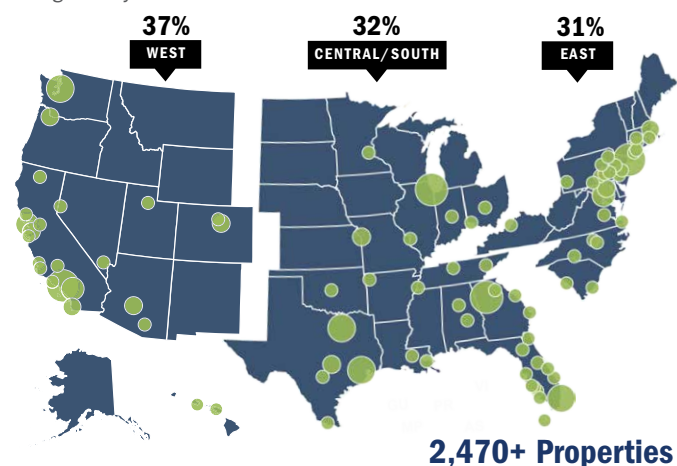 37%
WEST
32%
CENTRAL/SOUTH
31%
EAST
2,470+ Properties